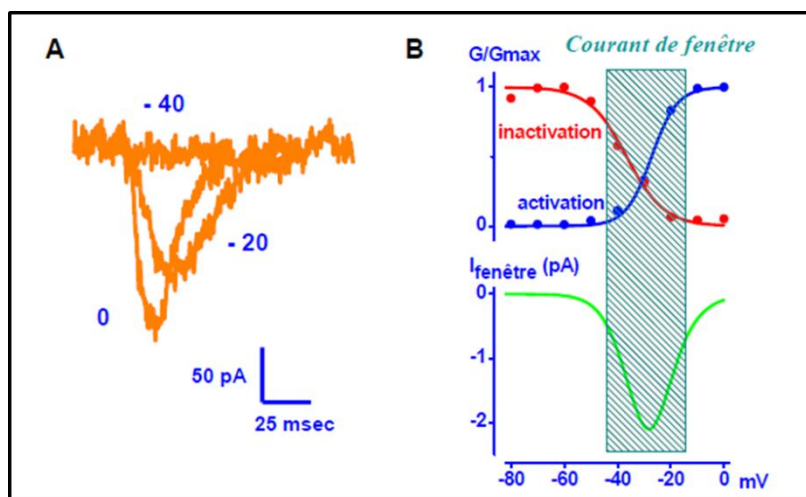 A
- 40
- 20
0
50 pA
25 msec
B
G/Gmax
Courant de fenêtre
1
inactivation
activation
0
Ifenêtre (pA)
0
-1
-2
-80 -60 -40 -20 0 mV